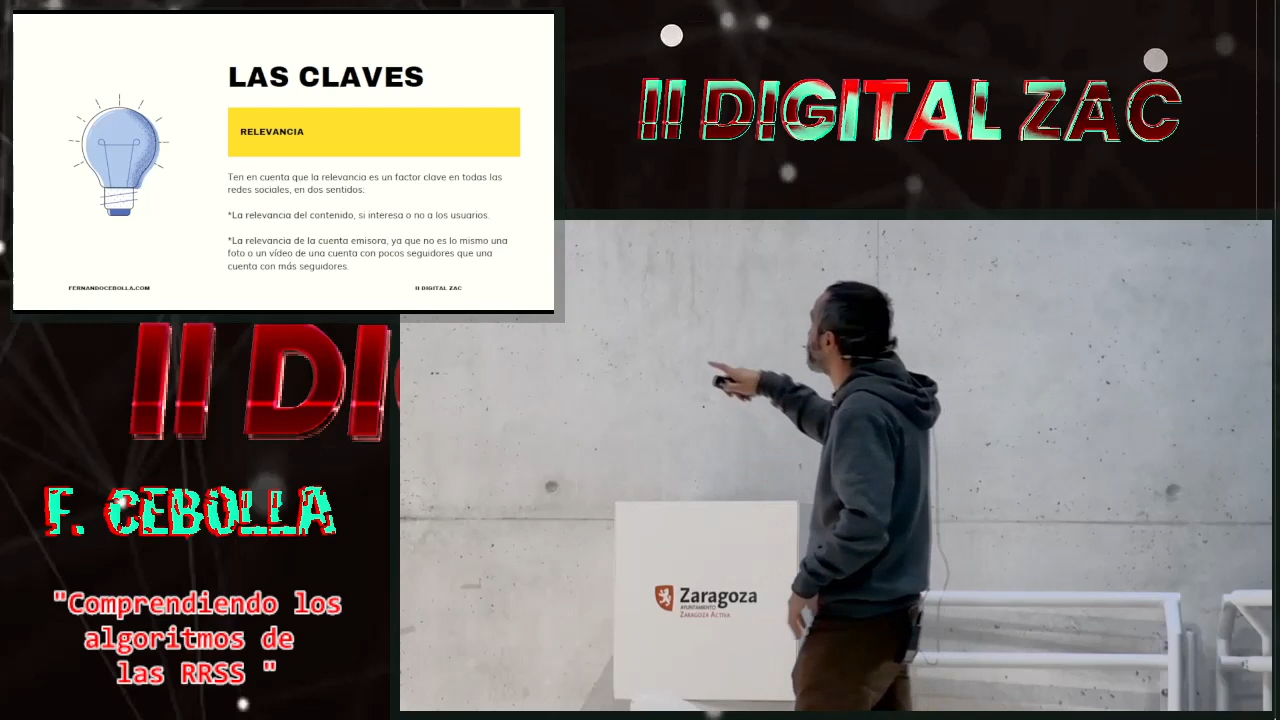 LAS CLAVES
RELEVANCIA
Ten en cuenta que la relevancia es un factor clave en todas las
redes sociales, en dos sentidos:
*La relevancia del contenido, si interesa o no a los usuarios.
*La relevancia de la cuenta emisora, ya que no es lo mismo una
foto o un vídeo de una cuenta con pocos seguidores que una
cuenta con más seguidores.
FERNANDOCEBOLLA.COM
II DIGITAL ZAC
II DIGITAL ZAC
II DI
F. CEBOLLA
"Comprendiendo los
algoritmos de
las RRSS "
Zaragoza
AYUNTAMIENTO
ZARAGOZA ACTIVA